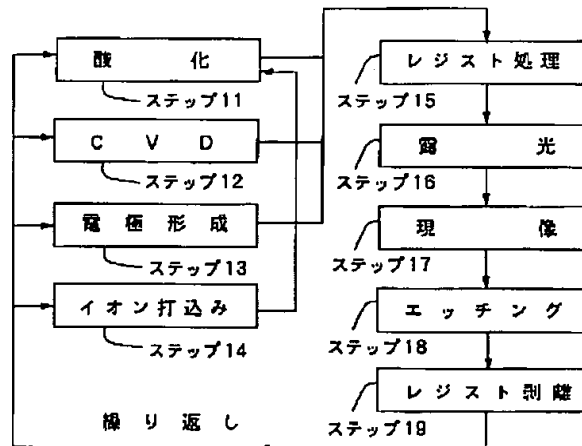 酸化
ステップ11
CVD
ステップ12
電極形成
ステップ13
イオン打込み
ステップ14
繰り返し
レジスト処理
ステップ15
露光
ステップ16
現像
ステップ17
エッチング
ステップ18
レジスト剥離
ステップ19